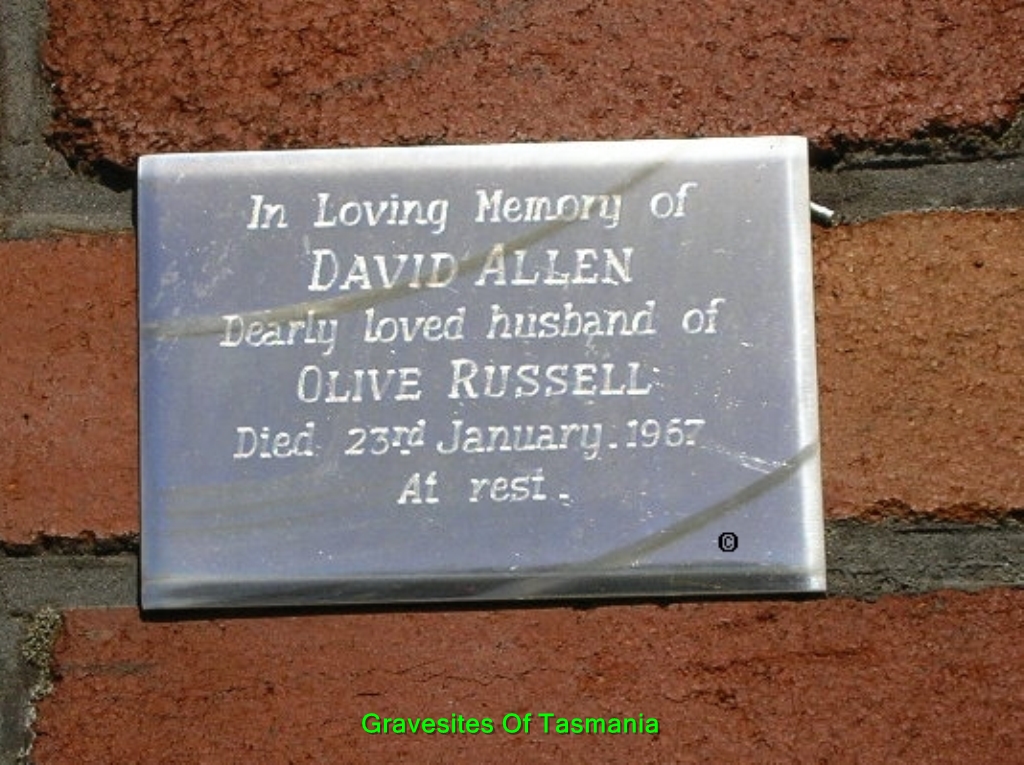 In Loving Memory of
DAVID ALLEN
Dearly loved husband of
OLIVE RUSSELL
Died 23rd January. 1967
At rest.
©
Gravesites Of Tasmania